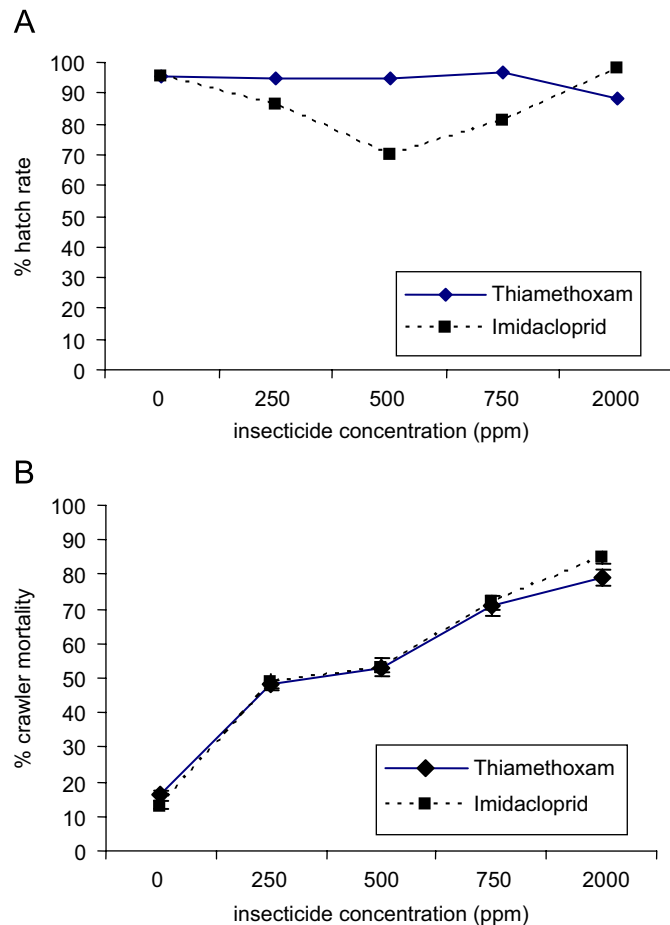 A
100
90
80
70
60
50
40
30
20
10
0
% hatch rate
Thiamethoxam
Imidacloprid
0 250 500 750 2000
insecticide concentration (ppm)
B
100
90
80
70
60
50
40
30
20
10
0
% crawler mortality
Thiamethoxam
Imidacloprid
0 250 500 750 2000
insecticide concentration (ppm)